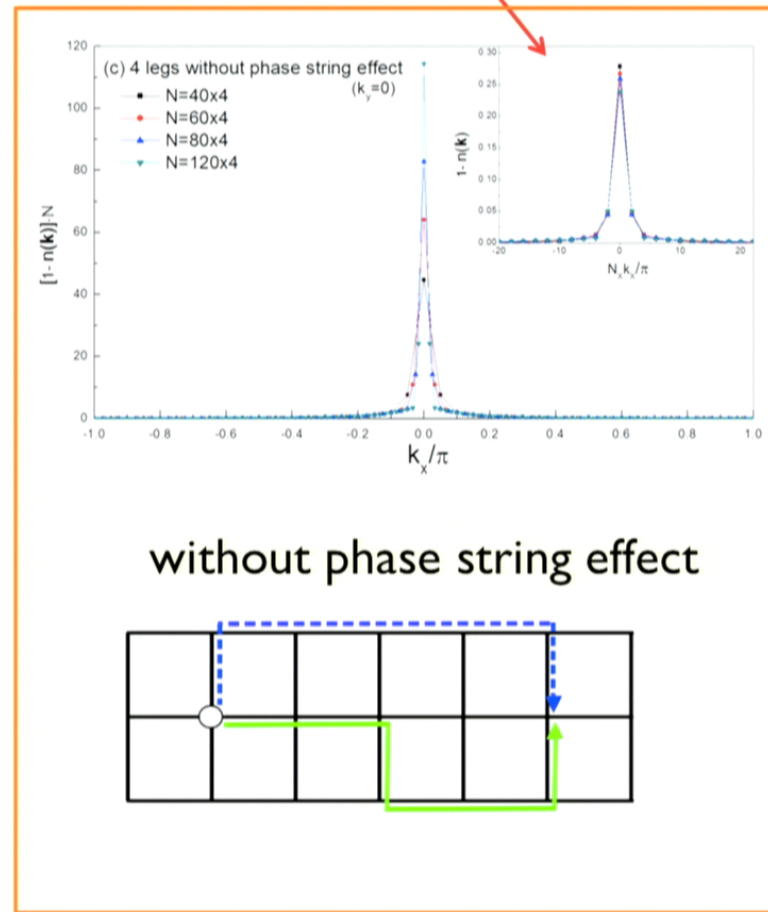 (c) 4 legs without phase string effect
(k_y=0)
N=40x4
N=60x4
N=80x4
N=120x4
[1- n(k)]·N
120
100
80
60
40
20
0
-1.0 -0.8 -0.6 -0.4 -0.2 0.0 0.2 0.4 0.6 0.8 1.0
k_x/π
1- n(k)
0.30
0.25
0.20
0.15
0.10
0.05
0.00
-20 -10 0 10 20
N_xk_x/π
without phase string effect